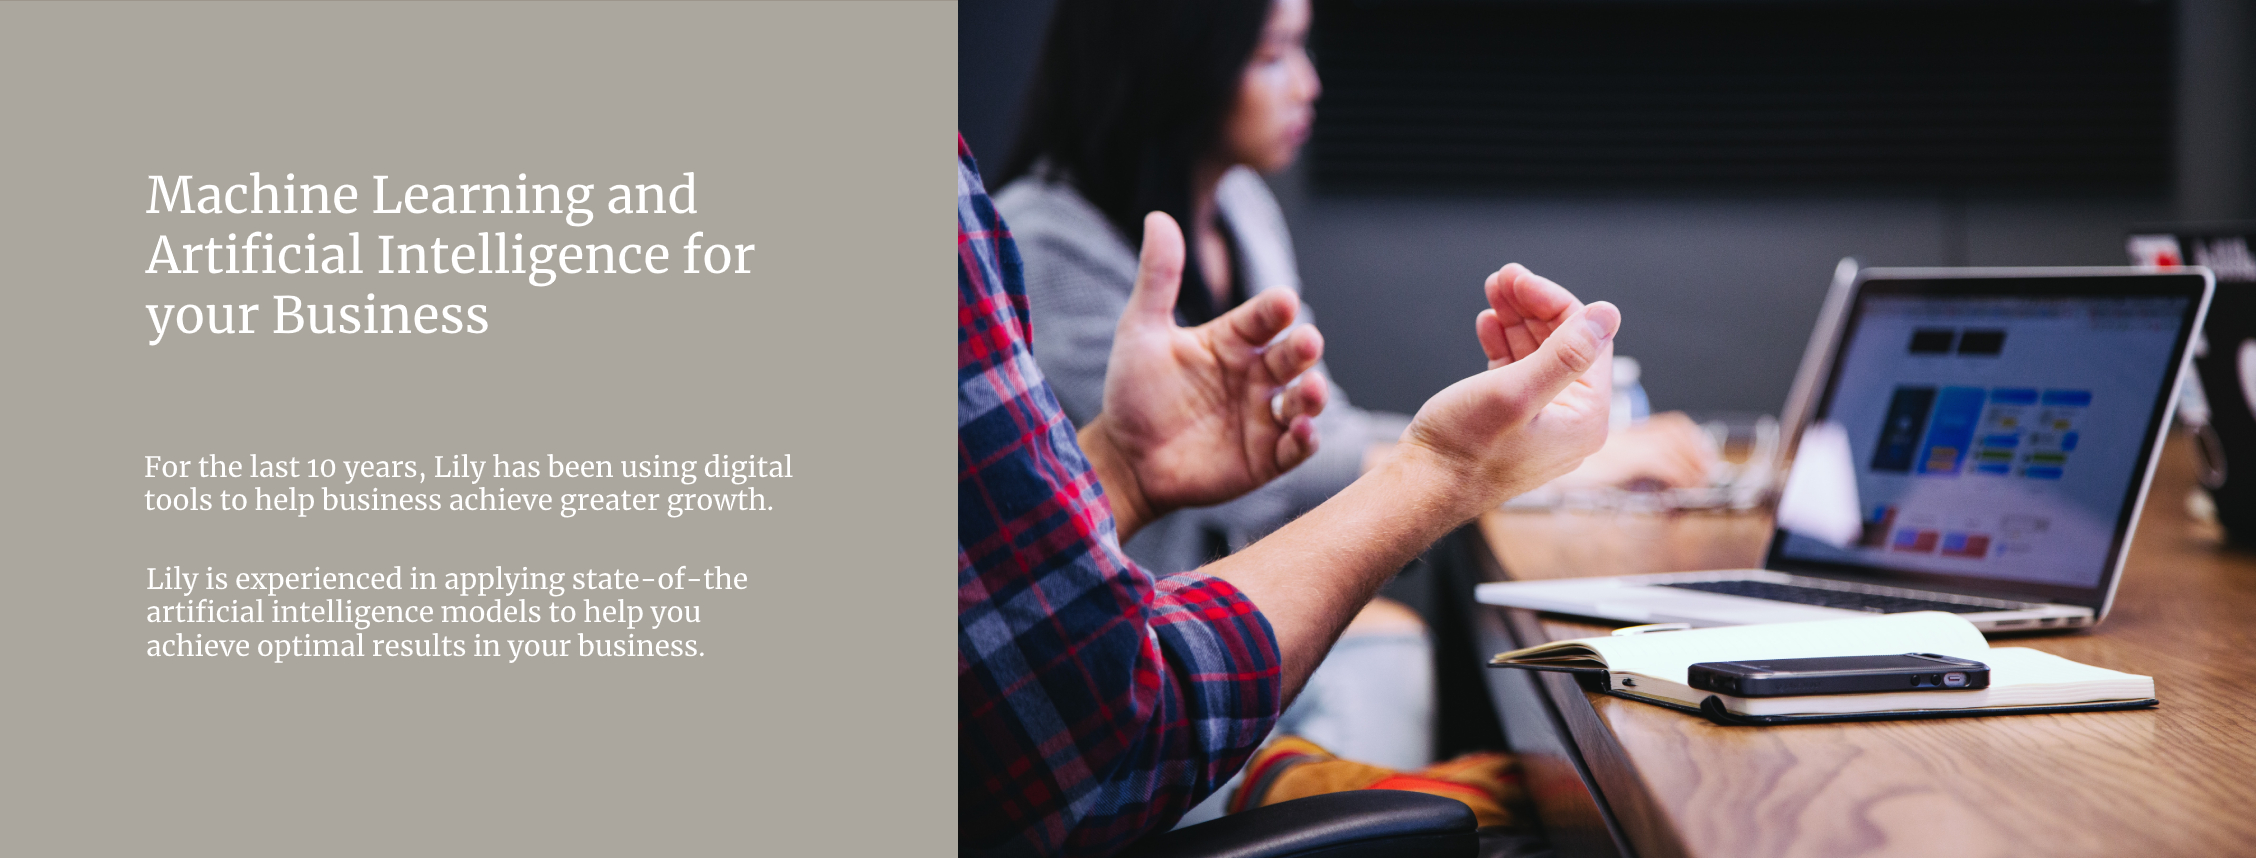 Machine Learning and
Artificial Intelligence for
your Business
For the last 10 years, Lily has been using digital
tools to help business achieve greater growth.
Lily is experienced in applying state-of-the
artificial intelligence models to help you
achieve optimal results in your business.